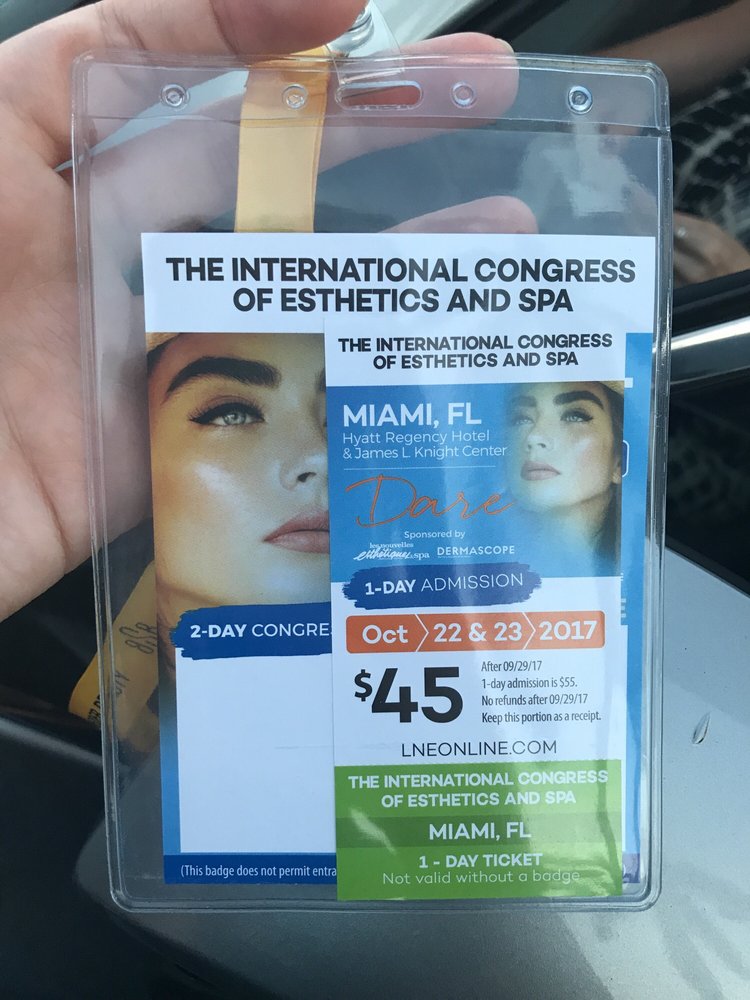 THE INTERNATIONAL CONGRESS
OF ESTHETICS AND SPA
THE INTERNATIONAL CONGRESS
OF ESTHETICS AND SPA
MIAMI, FL
Hyatt Regency Hotel
& James L Knight Center
Dare
Sponsored by
les nouvelles
esthétiques & spa DERMASCOPE
1-DAY ADMISSION
2-DAY CONGRE
Oct 22 & 23 2017
$45
After 09/29/17
1-day admission is $55.
No refunds after 09/29/17
Keep this portion as a receipt.
LNEONLINE.COM
THE INTERNATIONAL CONGRESS
OF ESTHETICS AND SPA
MIAMI, FL
1 - DAY TICKET
Not valid without a badge
(This badge does not permit entra